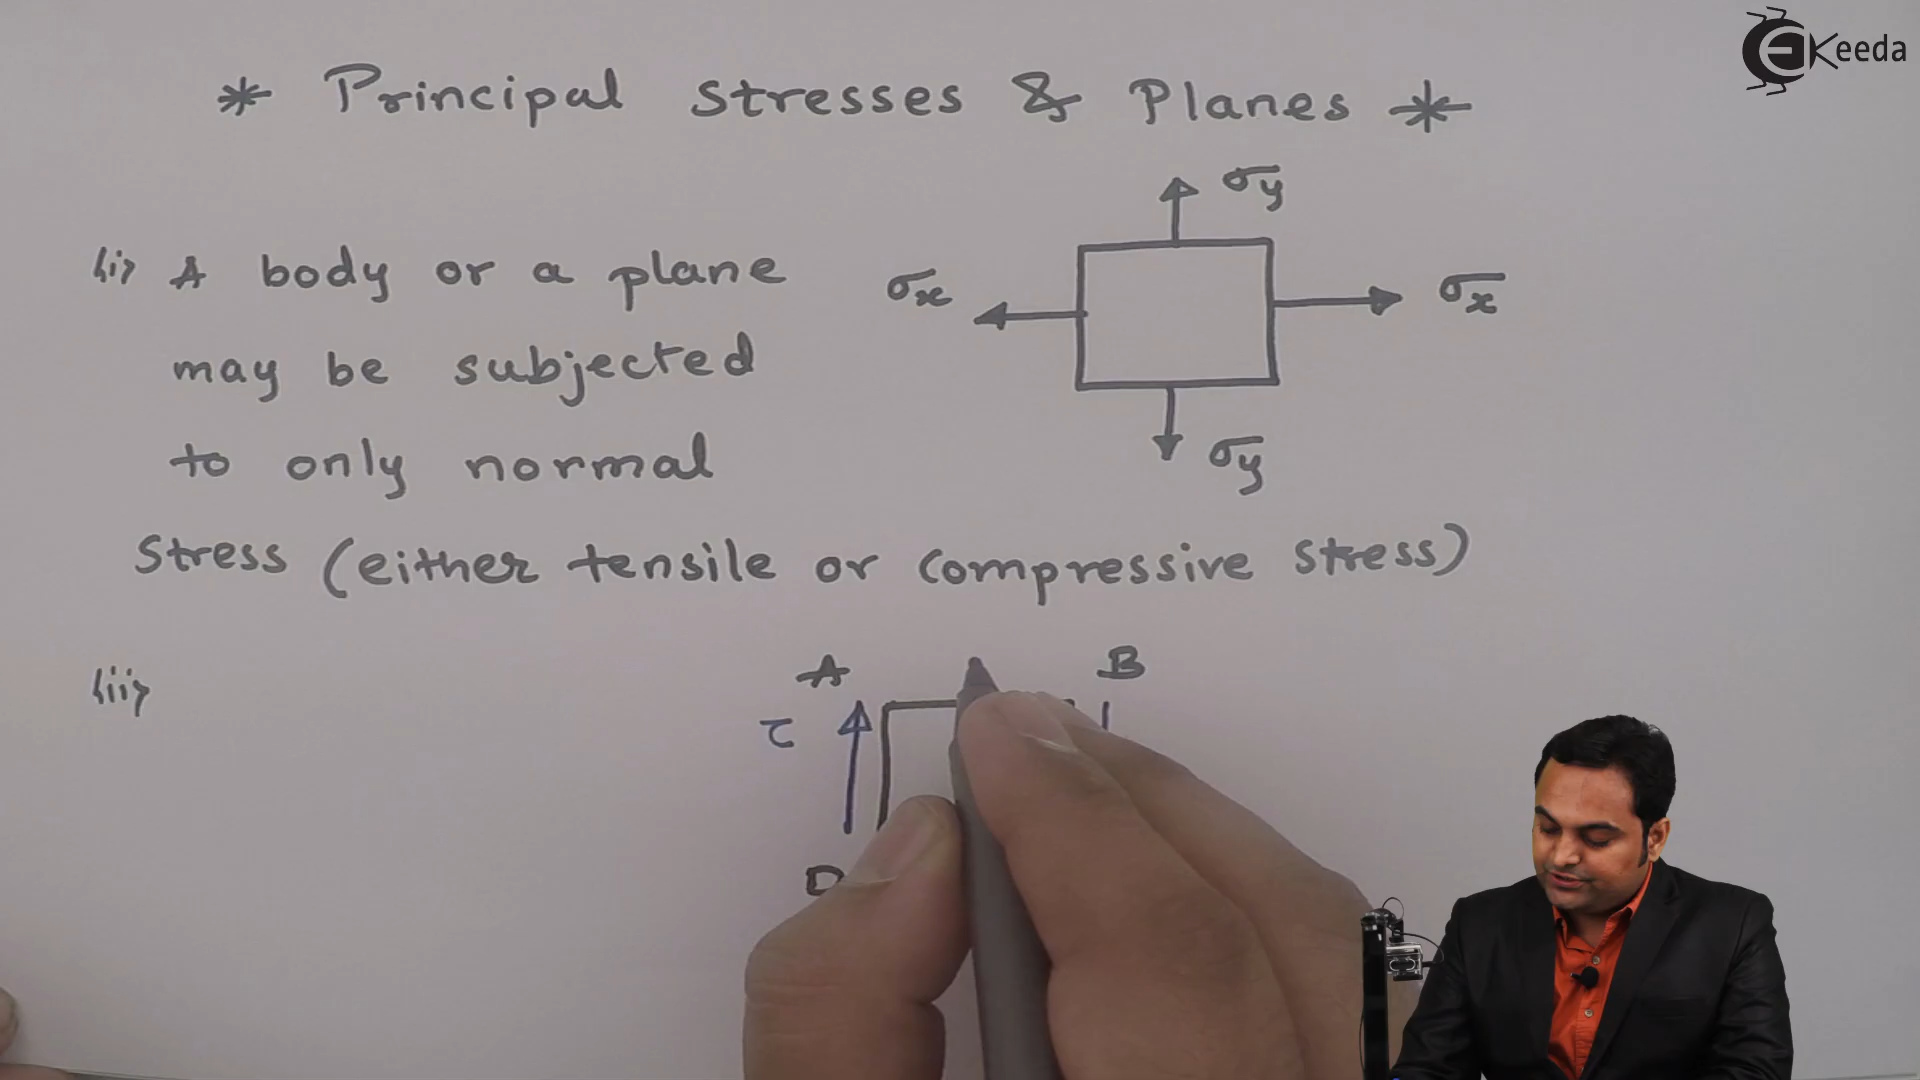 Keeda
* Principal Stresses & Planes *
σy
(i) A body or a plane
σx
σx
may be subjected
to only normal
σy
Stress (either tensile or compressive stress)
(ii)
A
B
τ
D